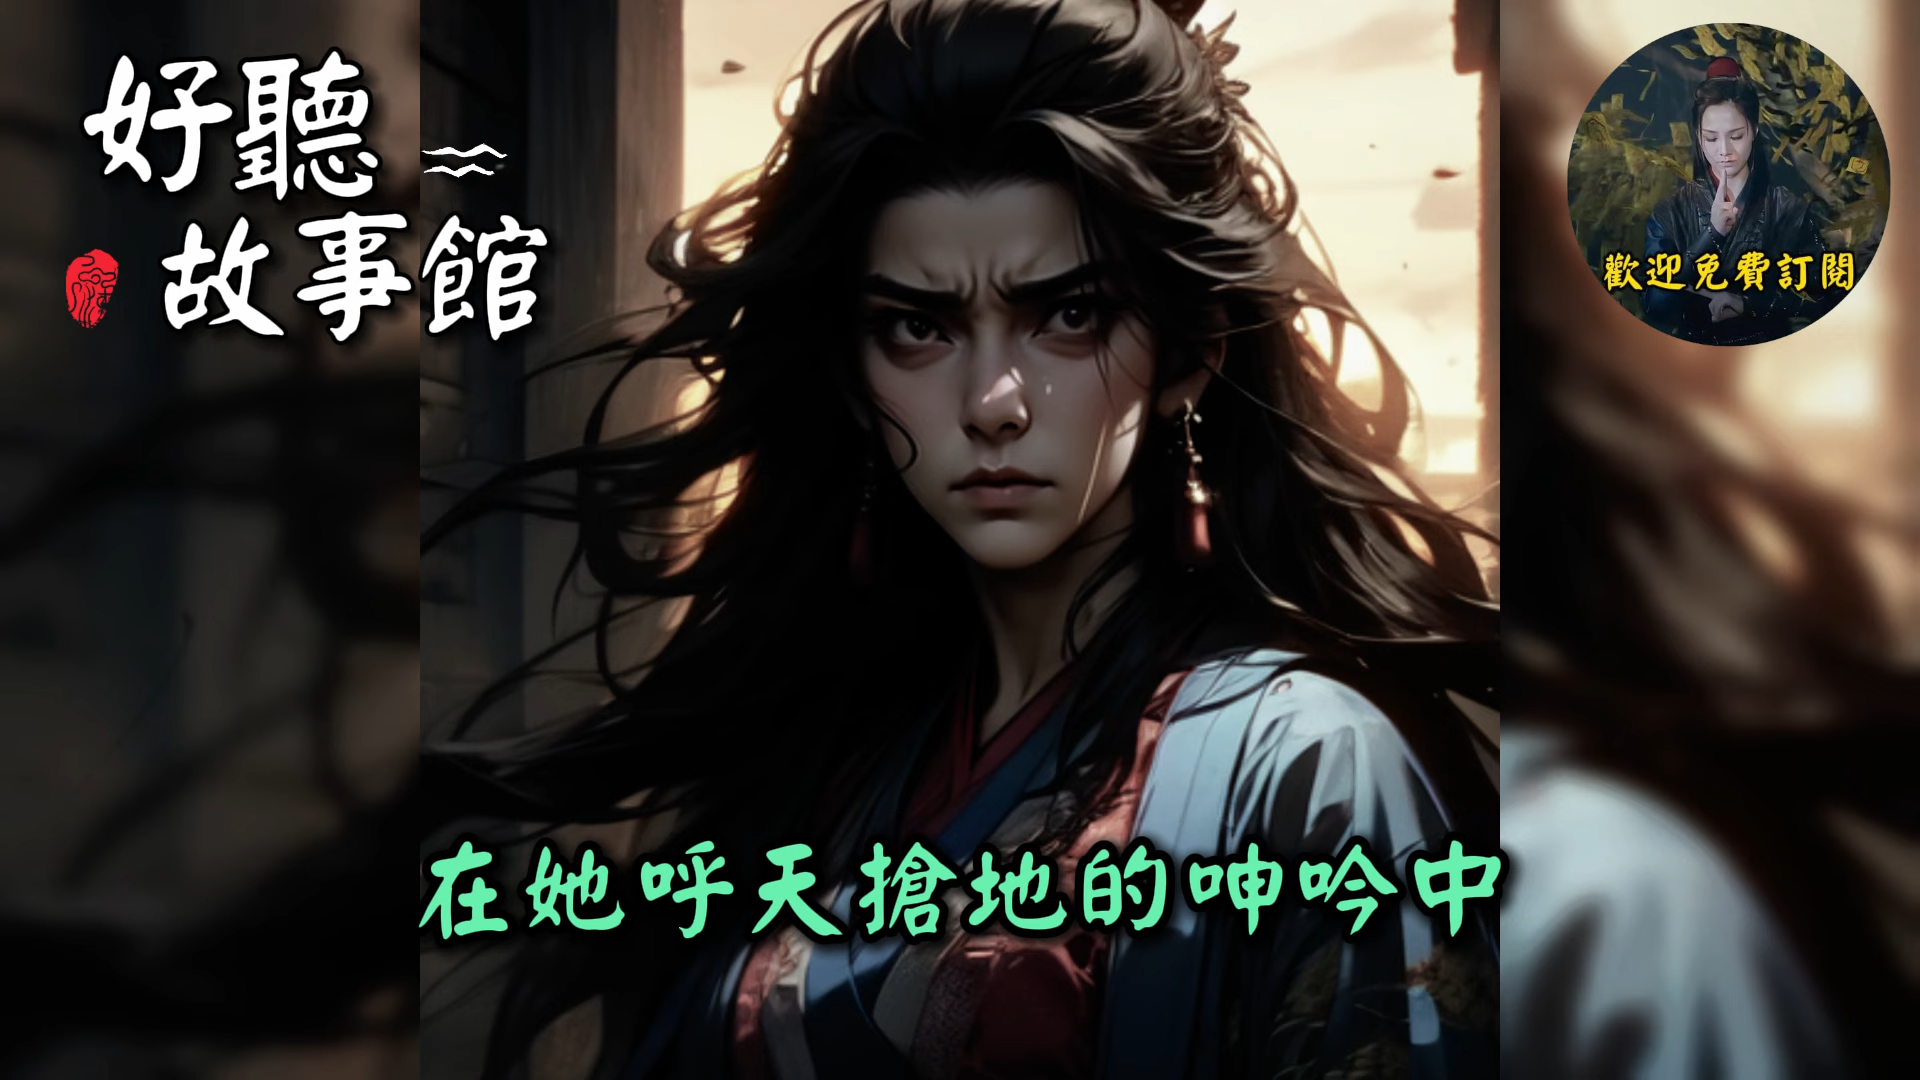 好聽
故事館
歡迎免費訂閱
在她呼天搶地的呻吟中